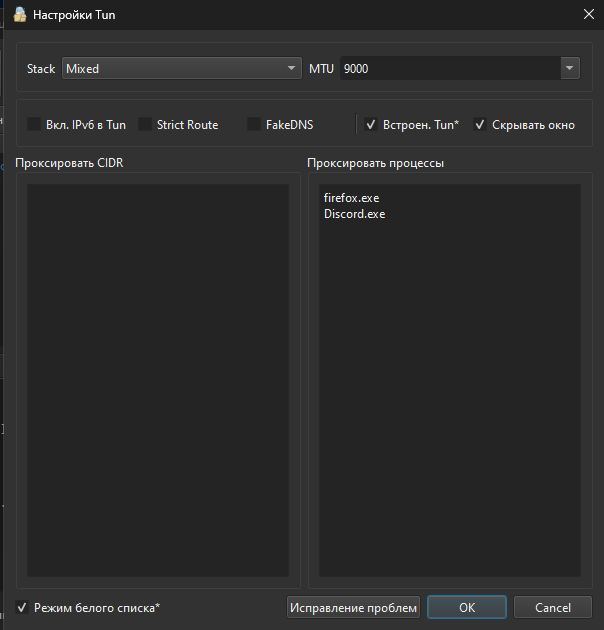 Настройки Tun
Stack Mixed MTU 9000
Вкл. IPv6 в Tun Strict Route FakeDNS Встроен. Tun* Скрывать окно
Проксировать CIDR Проксировать процессы
firefox.exe
Discord.exe
Режим белого списка* Исправление проблем OK Cancel